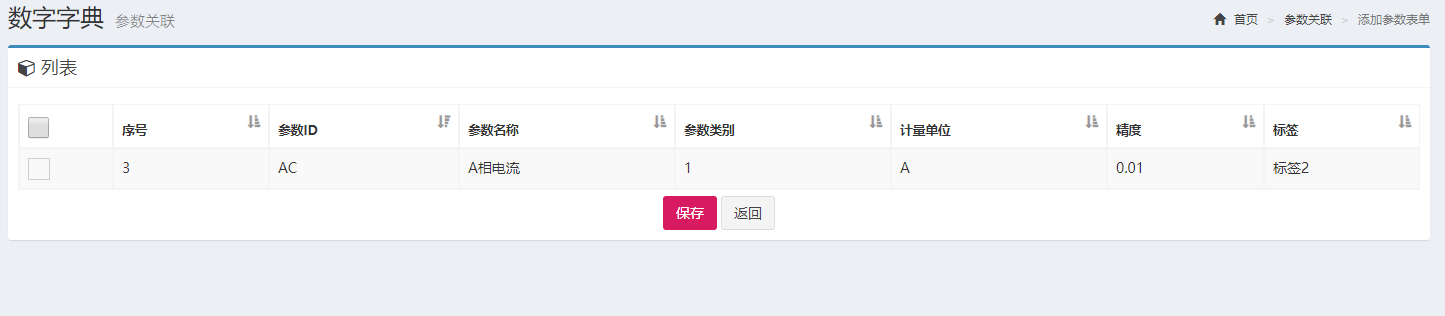 数字字典 参数关联
首页 > 参数关联 > 添加参数表单
列表
序号 参数ID 参数名称 参数类别 计量单位 精度 标签
3 AC A相电流 1 A 0.01 标签2
保存 返回